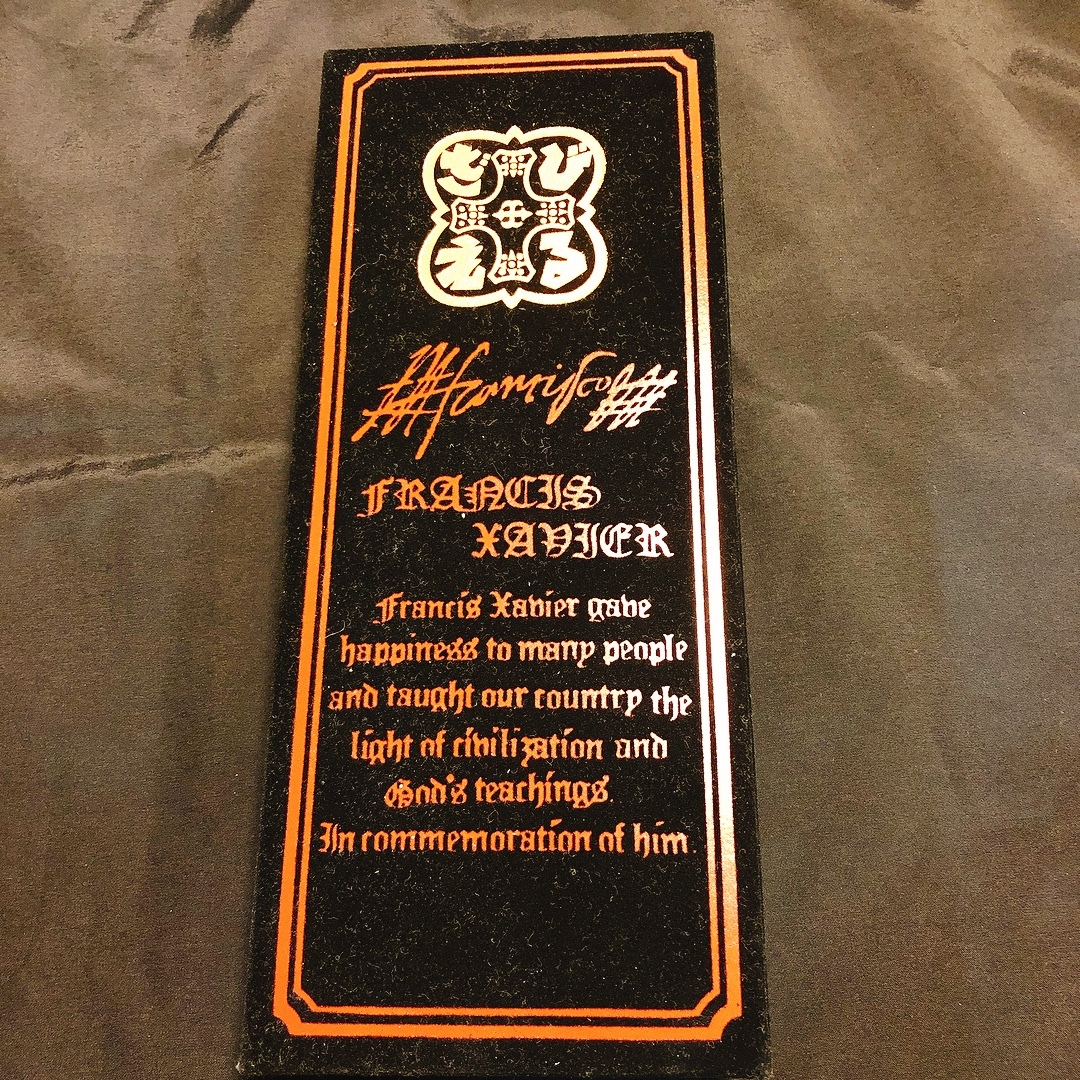 ざび
える
francisco
FRANCIS
XAVIER
Francis Xavier gave
happiness to many people
and taught our country the
light of civilization and
God's teachings.
In commemoration of him.